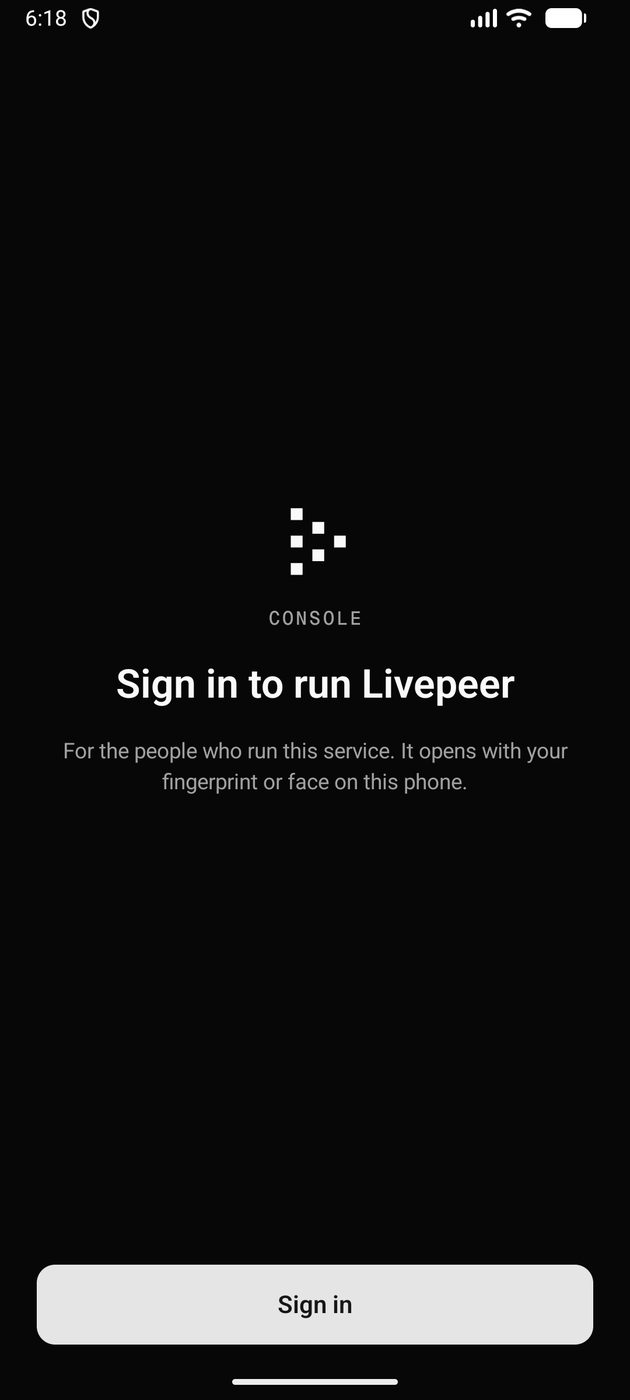 6:18
CONSOLE
Sign in to run Livepeer
For the people who run this service. It opens with your
fingerprint or face on this phone.
Sign in